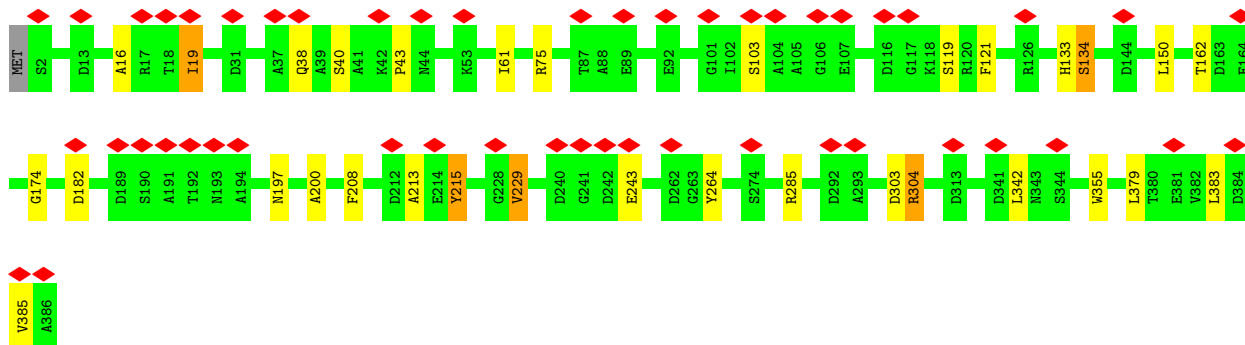 MET S2 D13 A16 R17 T18 I19 D31 A37 Q38 A39 S40 A41 K42 P43 N44 K53 I61 R75 T87 A88 E89 E92 G101 I102 S103 A104 A105 G106 E107 D116 G117 K118 S119 R120 F121 R126 H133 S134 D144 L150 T162 D163 E164
G174 D182 D189 S190 A191 T192 N193 A194 N197 A200 F208 D212 A213 E214 Y215 G228 V229 D240 G241 D242 E243 D262 G263 Y264 S274 R285 D292 A293 D303 R304 D313 D341 L342 N343 S344 W355 L379 T380 E381 V382 L383 D384
V385 A386